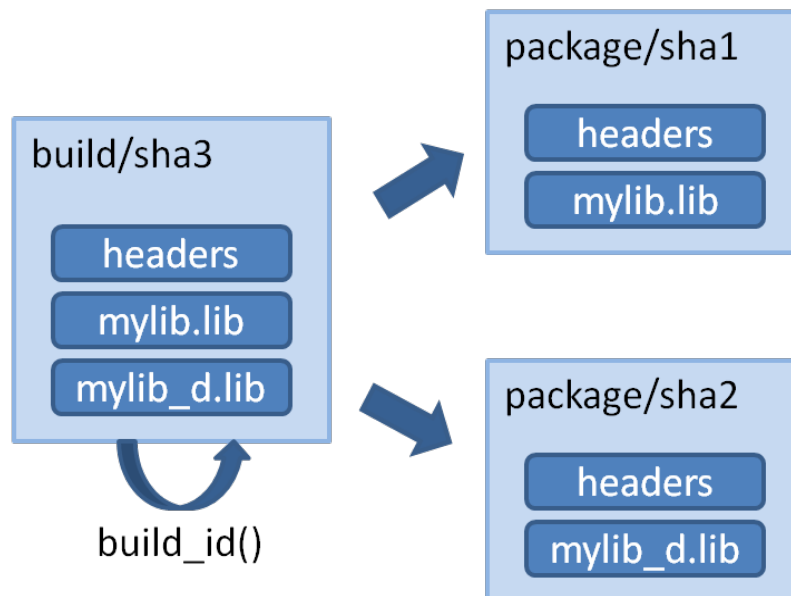 build/sha3
headers
mylib.lib
mylib_d.lib
build_id()
package/sha1
headers
mylib.lib
package/sha2
headers
mylib_d.lib